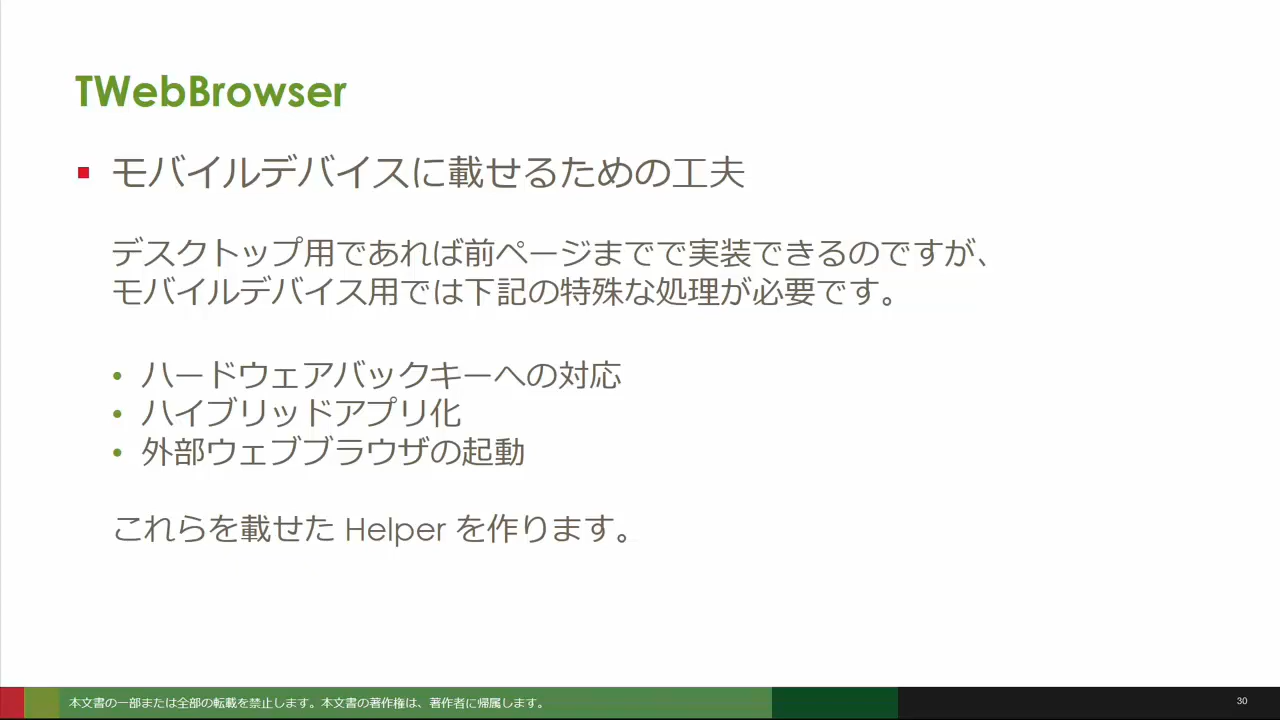 TWebBrowser
モバイルデバイスに載せるための工夫
デスクトップ用であれば前ページまでで実装できるのですが、
モバイルデバイス用では下記の特殊な処理が必要です。
• ハードウェアバックキーへの対応
• ハイブリッドアプリ化
• 外部ウェブブラウザの起動
これらを載せた Helper を作ります。
本文書の一部または全部の転載を禁止します。本文書の著作権は、著作者に帰属します。
30